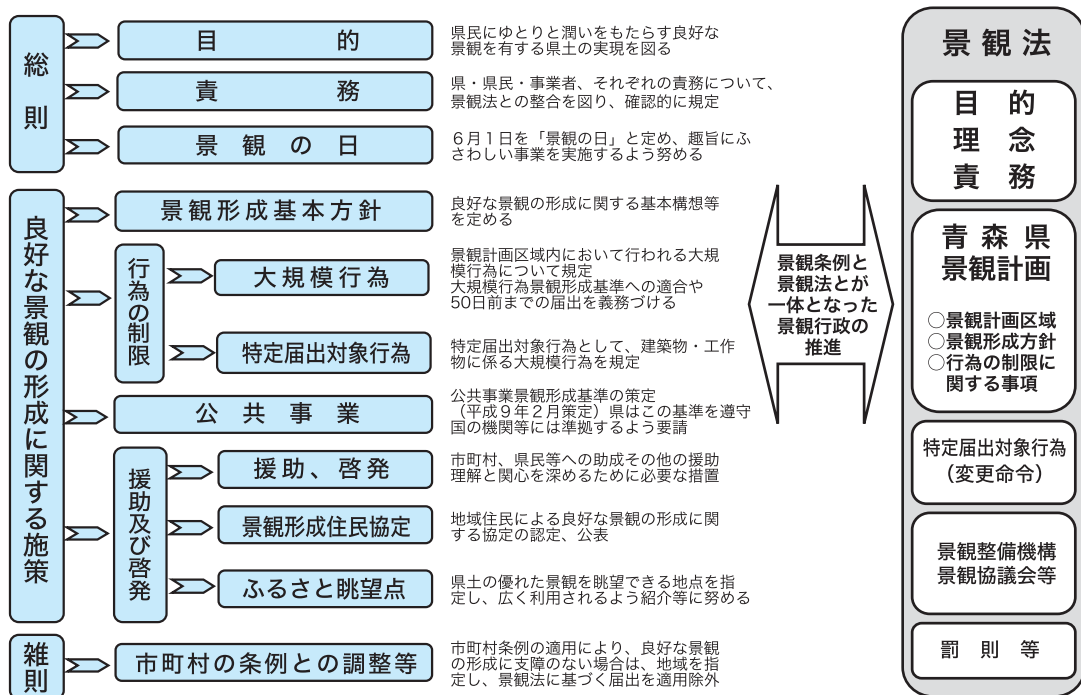 総則
目的
県民にゆとりと潤いをもたらす良好な
景観を有する県土の実現を図る
責務
県・県民・事業者、それぞれの責務について、
景観法との整合を図り、確認的に規定
景観の日
６月１日を「景観の日」と定め、趣旨にふ
さわしい事業を実施するよう努める
良好な景観の形成に関する施策
景観形成基本方針
良好な景観の形成に関する基本構想等
を定める
行為の制限
大規模行為
景観計画区域内において行われる大規
模行為について規定
大規模行為景観形成基準への適合や
50日前までの届出を義務づける
特定届出対象行為
特定届出対象行為として、建築物・工作
物に係る大規模行為を規定
公共事業
公共事業景観形成基準の策定
（平成９年２月策定）県はこの基準を遵守
国の機関等には準拠するよう要請
援助及び啓発
援助、啓発
市町村、県民等への助成その他の援助
理解と関心を深めるために必要な措置
景観形成住民協定
地域住民による良好な景観の形成に関
する協定の認定、公表
ふるさと眺望点
県土の優れた景観を眺望できる地点を指
定し、広く利用されるよう紹介等に努める
雑則
市町村の条例との調整等
市町村条例の適用により、良好な景観
の形成に支障のない場合は、地域を指
定し、景観法に基づく届出を適用除外
景観条例と
景観法とが
一体となった
景観行政の
推進
景観法
目的
理念
責務
青森県
景観計画
○景観計画区域
○景観形成方針
○行為の制限に
関する事項
特定届出対象行為
（変更命令）
景観整備機構
景観協議会等
罰則等